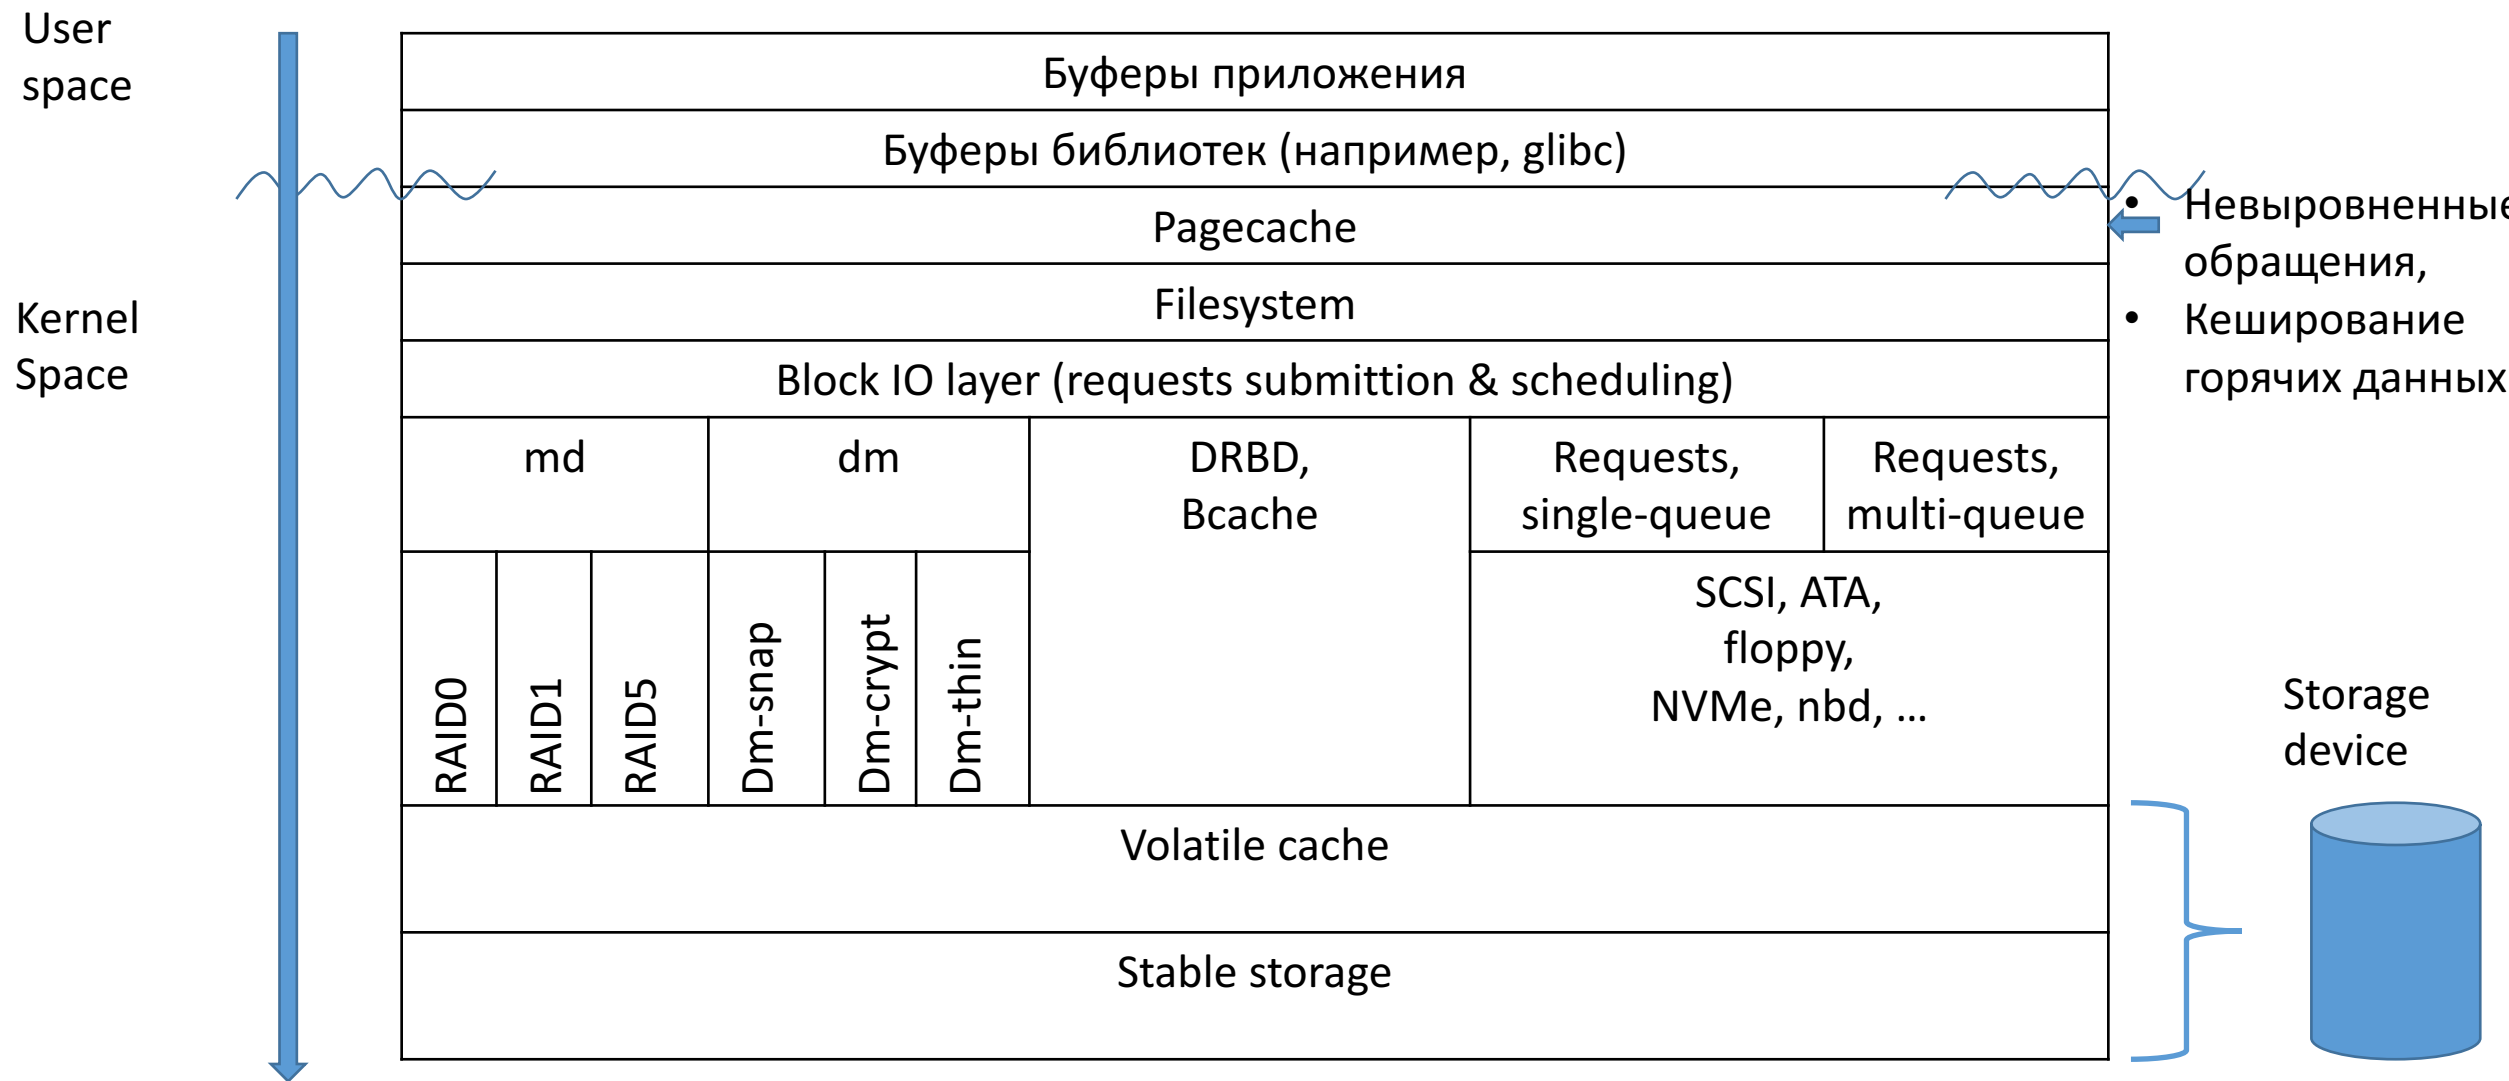 User
space
Буферы приложения
Буферы библиотек (например, glibc)
Pagecache
• Невыровненные
обращения,
• Кеширование
горячих данных
Filesystem
Kernel
Space
Block IO layer (requests submittion & scheduling)
md
dm
DRBD,
Bcache
Requests,
single-queue
Requests,
multi-queue
RAID0
RAID1
RAID5
Dm-snap
Dm-crypt
Dm-thin
SCSI, ATA,
floppy,
NVMe, nbd, ...
Storage
device
Volatile cache
Stable storage